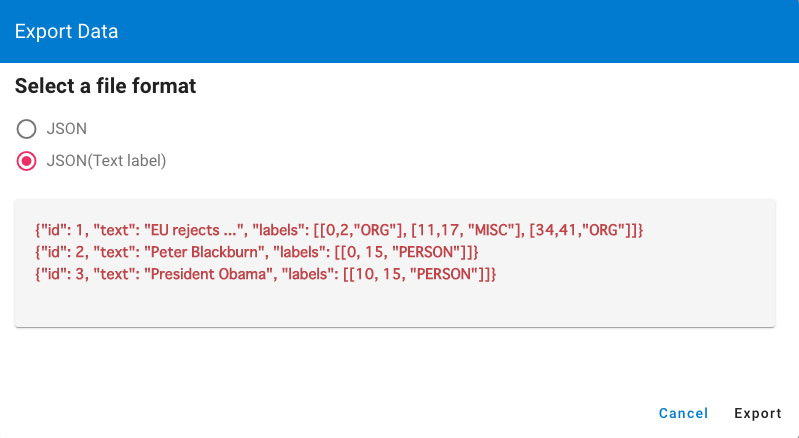 Export Data
Select a file format
JSON
JSON(Text label)
{"id": 1, "text": "EU rejects ...", "labels": [[0,2,"ORG"], [11,17, "MISC"], [34,41,"ORG"]]}
{"id": 2, "text": "Peter Blackburn", "labels": [[0, 15, "PERSON"]]}
{"id": 3, "text": "President Obama", "labels": [[10, 15, "PERSON"]]}
Cancel Export